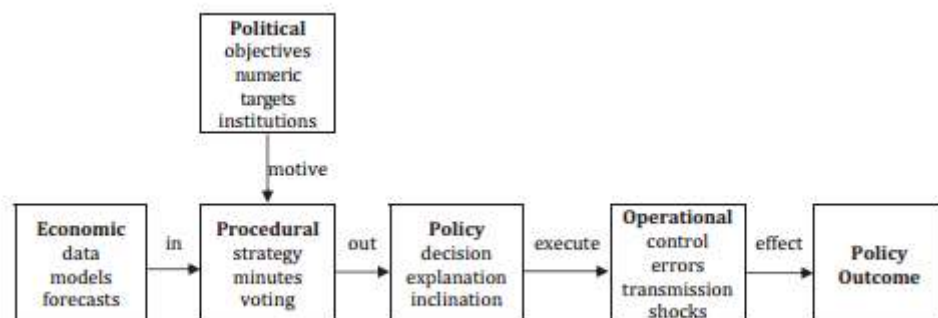 Political
objectives
numeric
targets
institutions
motive
Economic
data
models
forecasts
in
Procedural
strategy
minutes
voting
out
Policy
decision
explanation
inclination
execute
Operational
control
errors
transmission
shocks
effect
Policy
Outcome